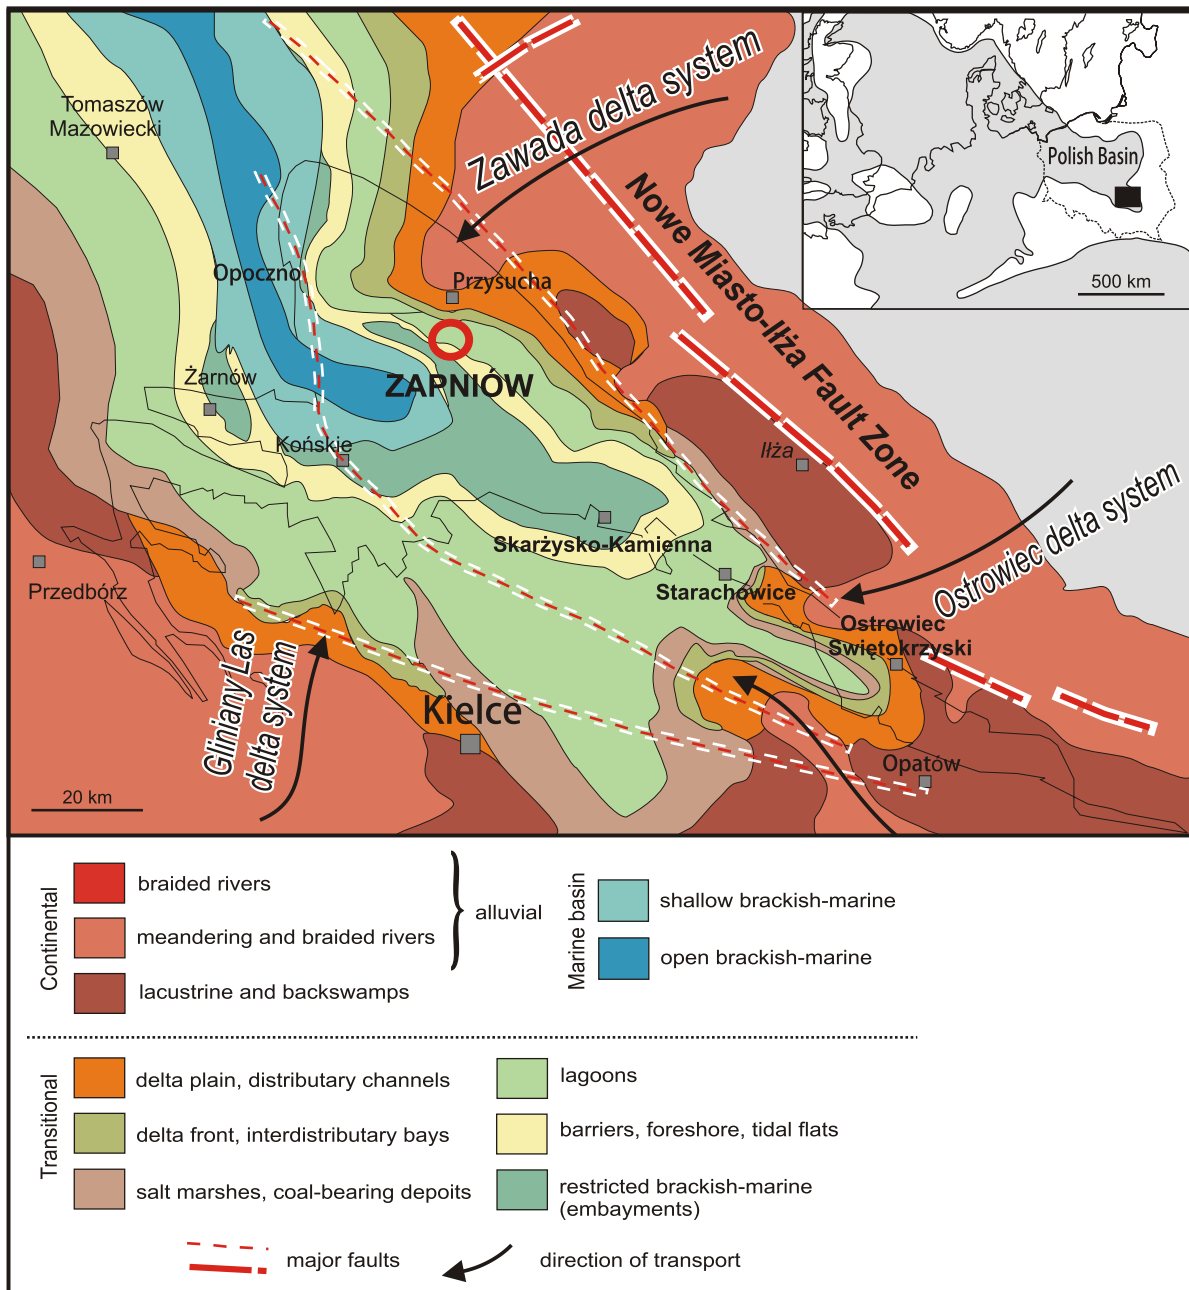 Tomaszów
Mazowiecki
Zawada delta system
Polish Basin
500 km
Nowe Miasto-Iłża Fault Zone
Opoczno
Przysucha
ZAPNIÓW
Żarnów
Końskie
Iłża
Skarżysko-Kamienna
Starachowice
Ostrowiec delta system
Przedbórz
Ostrowiec
Świętokrzyski
Gliniany Las
delta system
Kielce
Opatów
20 km
Continental
braided rivers
meandering and braided rivers
lacustrine and backswamps
alluvial
Marine basin
shallow brackish-marine
open brackish-marine
Transitional
delta plain, distributary channels
delta front, interdistributary bays
salt marshes, coal-bearing depoits
lagoons
barriers, foreshore, tidal flats
restricted brackish-marine
(embayments)
major faults
direction of transport